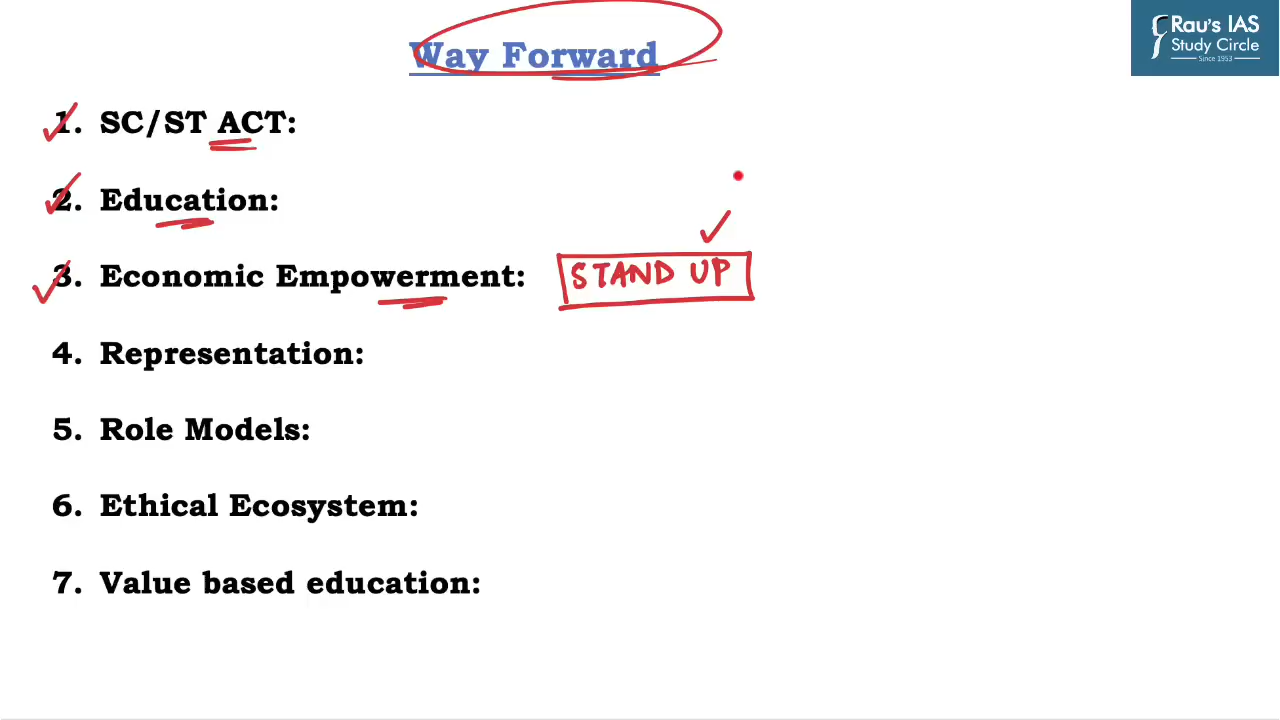 Way Forward
Rau's IAS
Study Circle
Since 1953
1. SC/ST ACT:
2. Education:
3. Economic Empowerment: STAND UP
4. Representation:
5. Role Models:
6. Ethical Ecosystem:
7. Value based education: